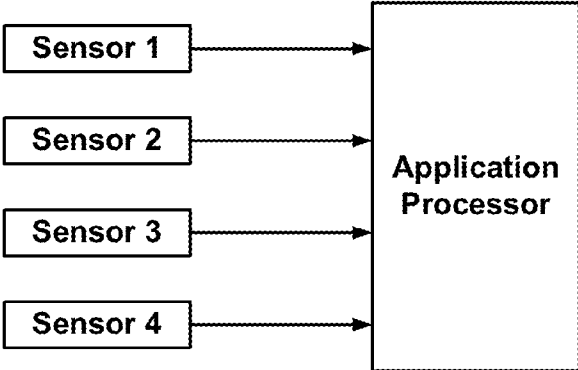 Sensor 1
Sensor 2
Sensor 3
Sensor 4
Application
Processor